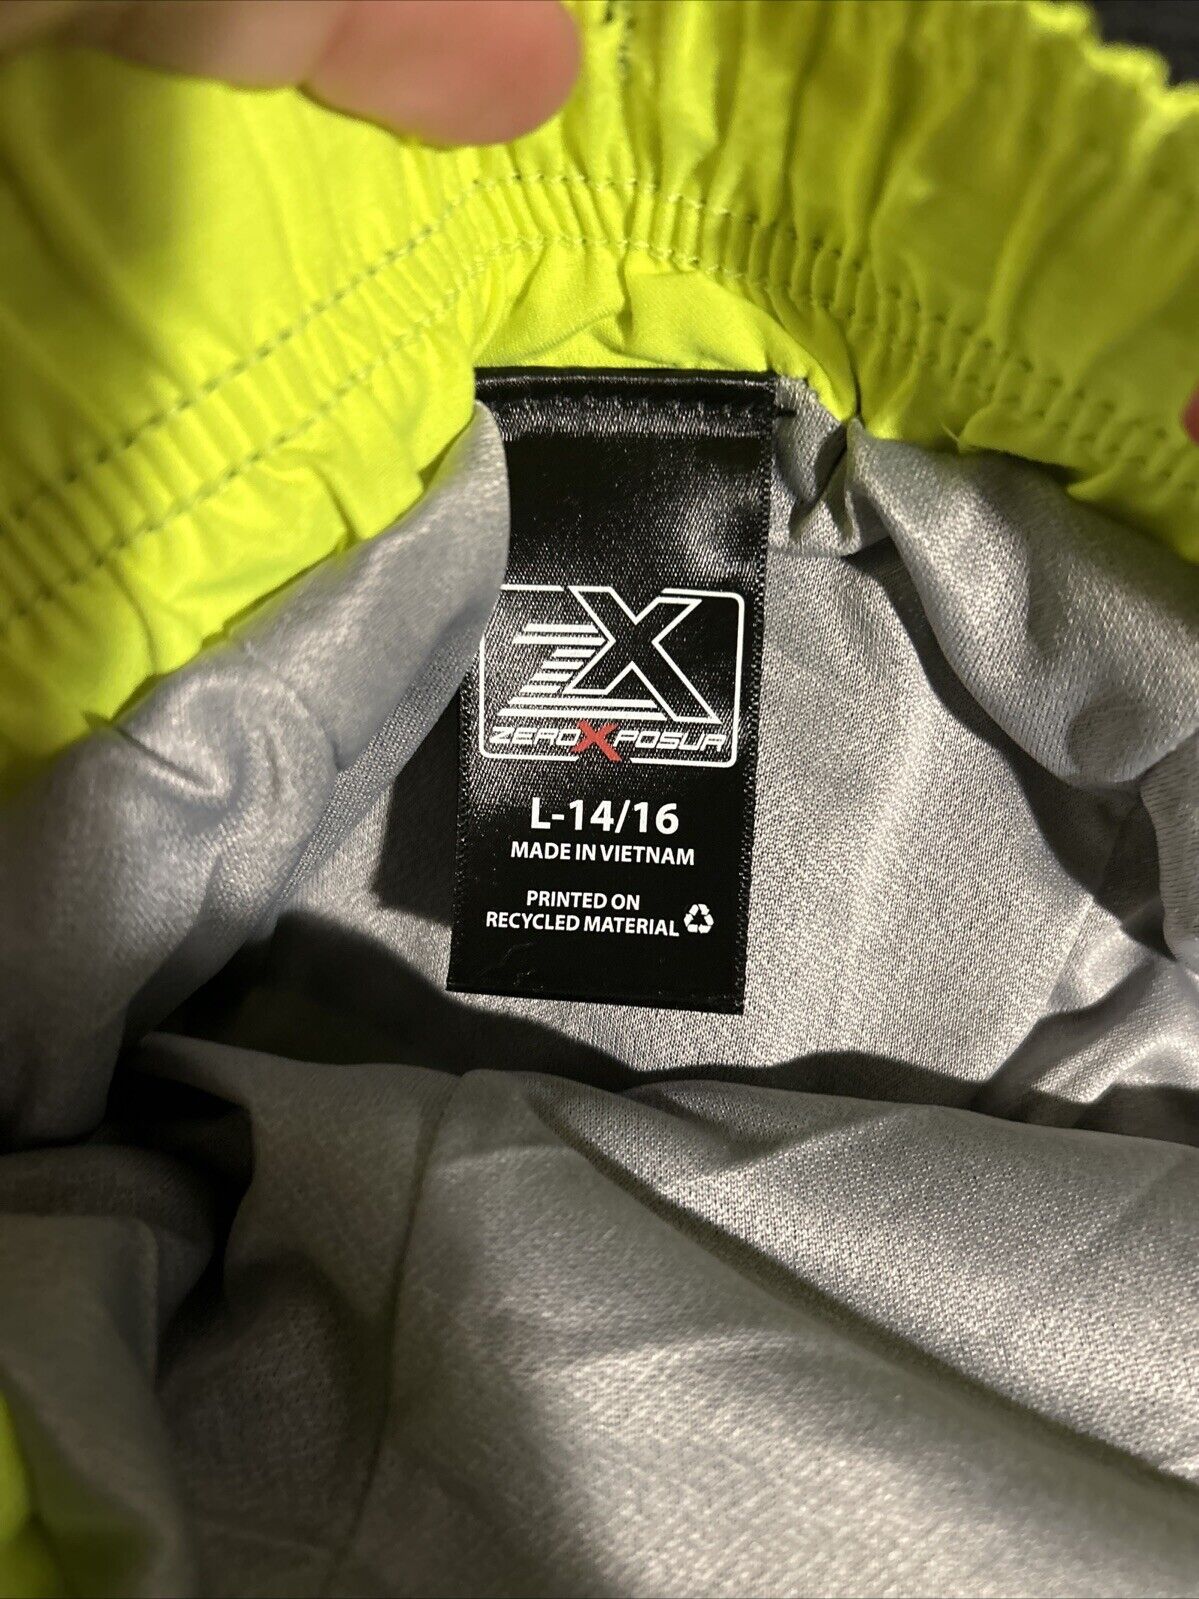 ZX
ZEROXPOSUR
L-14/16
MADE IN VIETNAM
PRINTED ON
RECYCLED MATERIAL